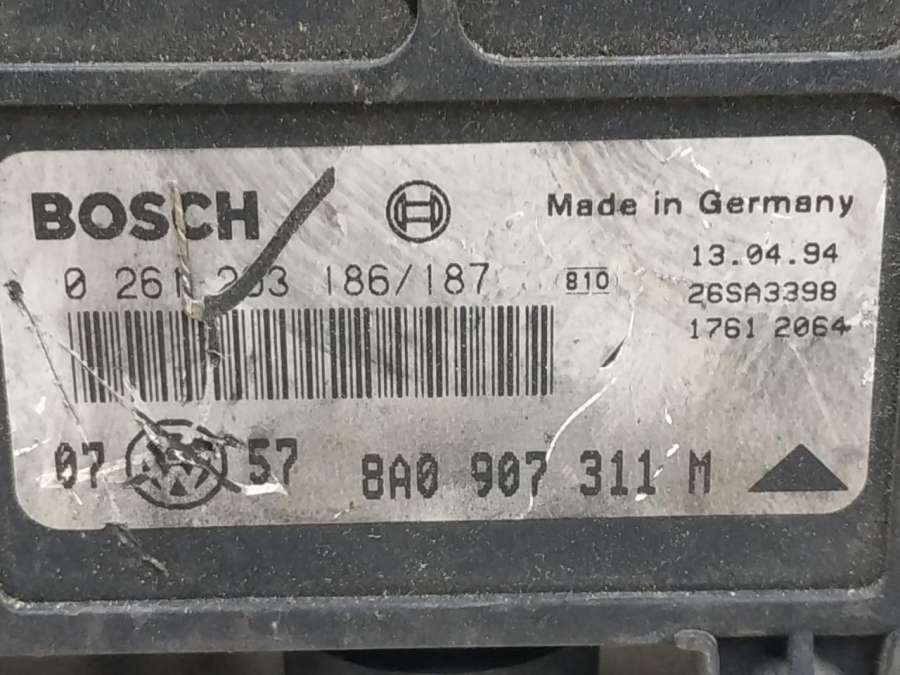 BOSCH
Made in Germany
0 261 203 186/187
810
13.04.94
26SA3398
1761 2064
07 57
8A0 907 311 M